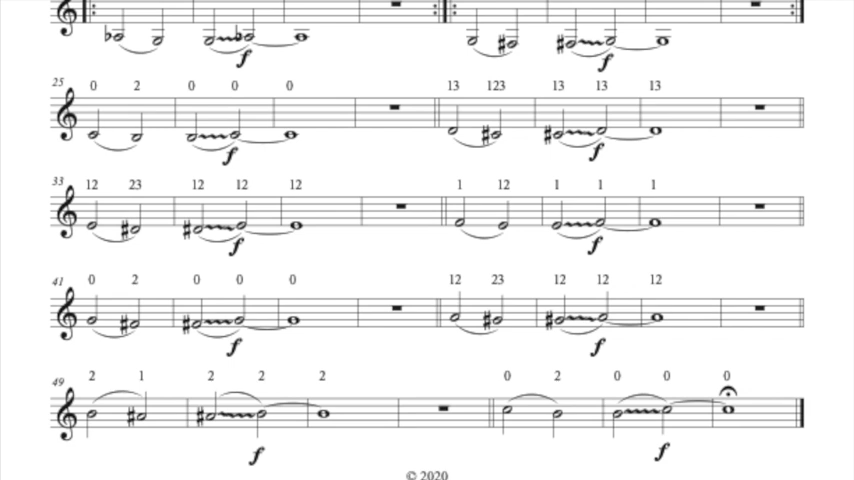 f f
25 0 2 0 0 0 13 123 13 13 13
f f
33 12 23 12 12 12 1 12 1 1 1
f f
41 0 2 0 0 0 12 23 12 12 12
f f
49 2 1 2 2 2 0 2 0 0 0
f f
© 2020